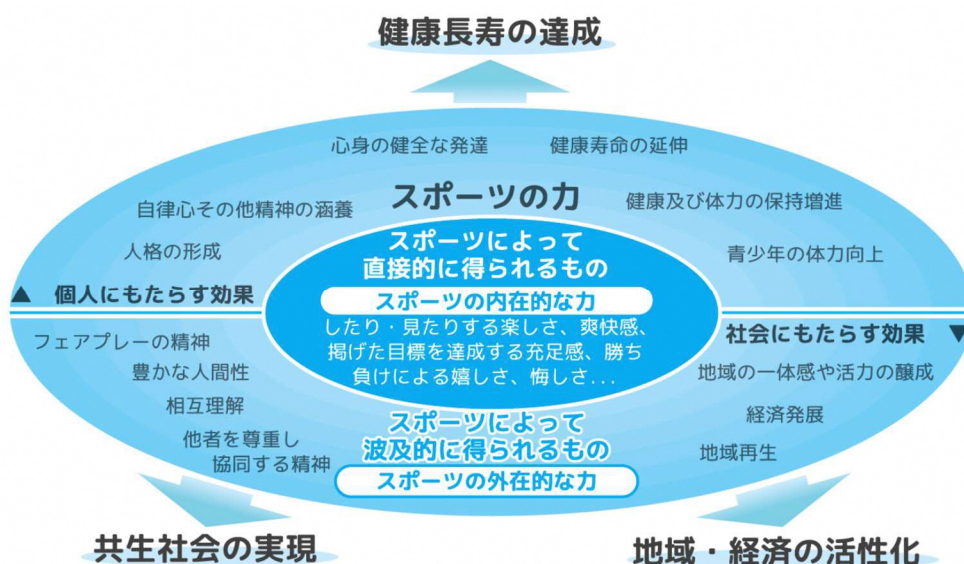 健康長寿の達成
心身の健全な発達
健康寿命の延伸
スポーツの力
自律心その他精神の涵養
健康及び体力の保持増進
人格の形成
青少年の体力向上
スポーツによって
直接的に得られるもの
スポーツの内在的な力
したり・見たりする楽しさ、爽快感、
掲げた目標を達成する充足感、勝ち
負けによる嬉しさ、悔しさ...
▲ 個人にもたらす効果
社会にもたらす効果 ▼
フェアプレーの精神
豊かな人間性
相互理解
他者を尊重し
協同する精神
地域の一体感や活力の醸成
経済発展
地域再生
スポーツによって
波及的に得られるもの
スポーツの外在的な力
共生社会の実現
地域・経済の活性化